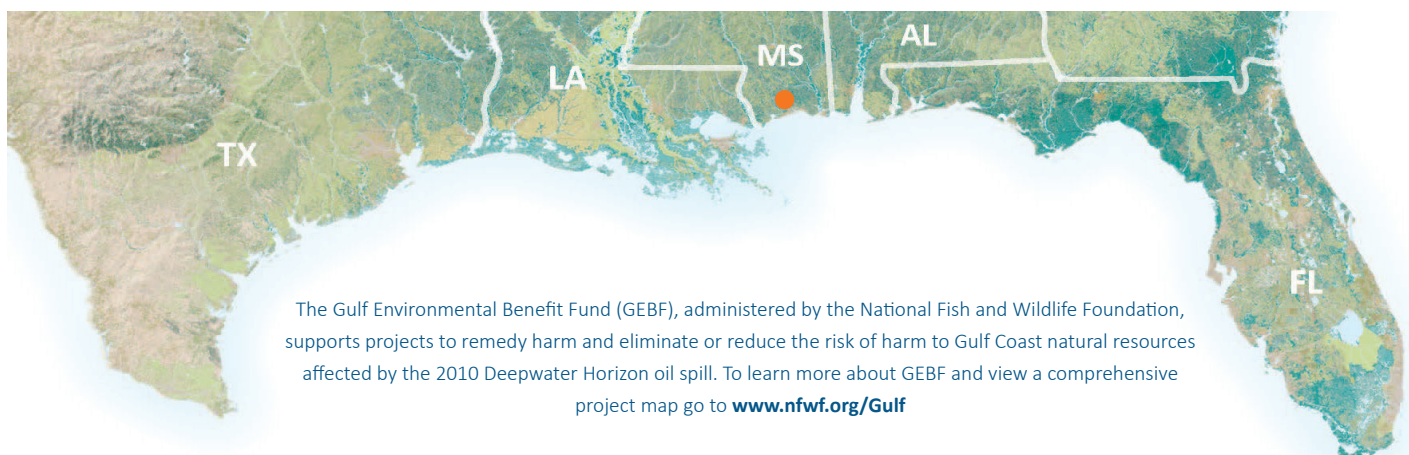 AL
MS
LA
TX
FL
The Gulf Environmental Benefit Fund (GEBF), administered by the National Fish and Wildlife Foundation,
supports projects to remedy harm and eliminate or reduce the risk of harm to Gulf Coast natural resources
affected by the 2010 Deepwater Horizon oil spill. To learn more about GEBF and view a comprehensive
project map go to www.nfwf.org/Gulf